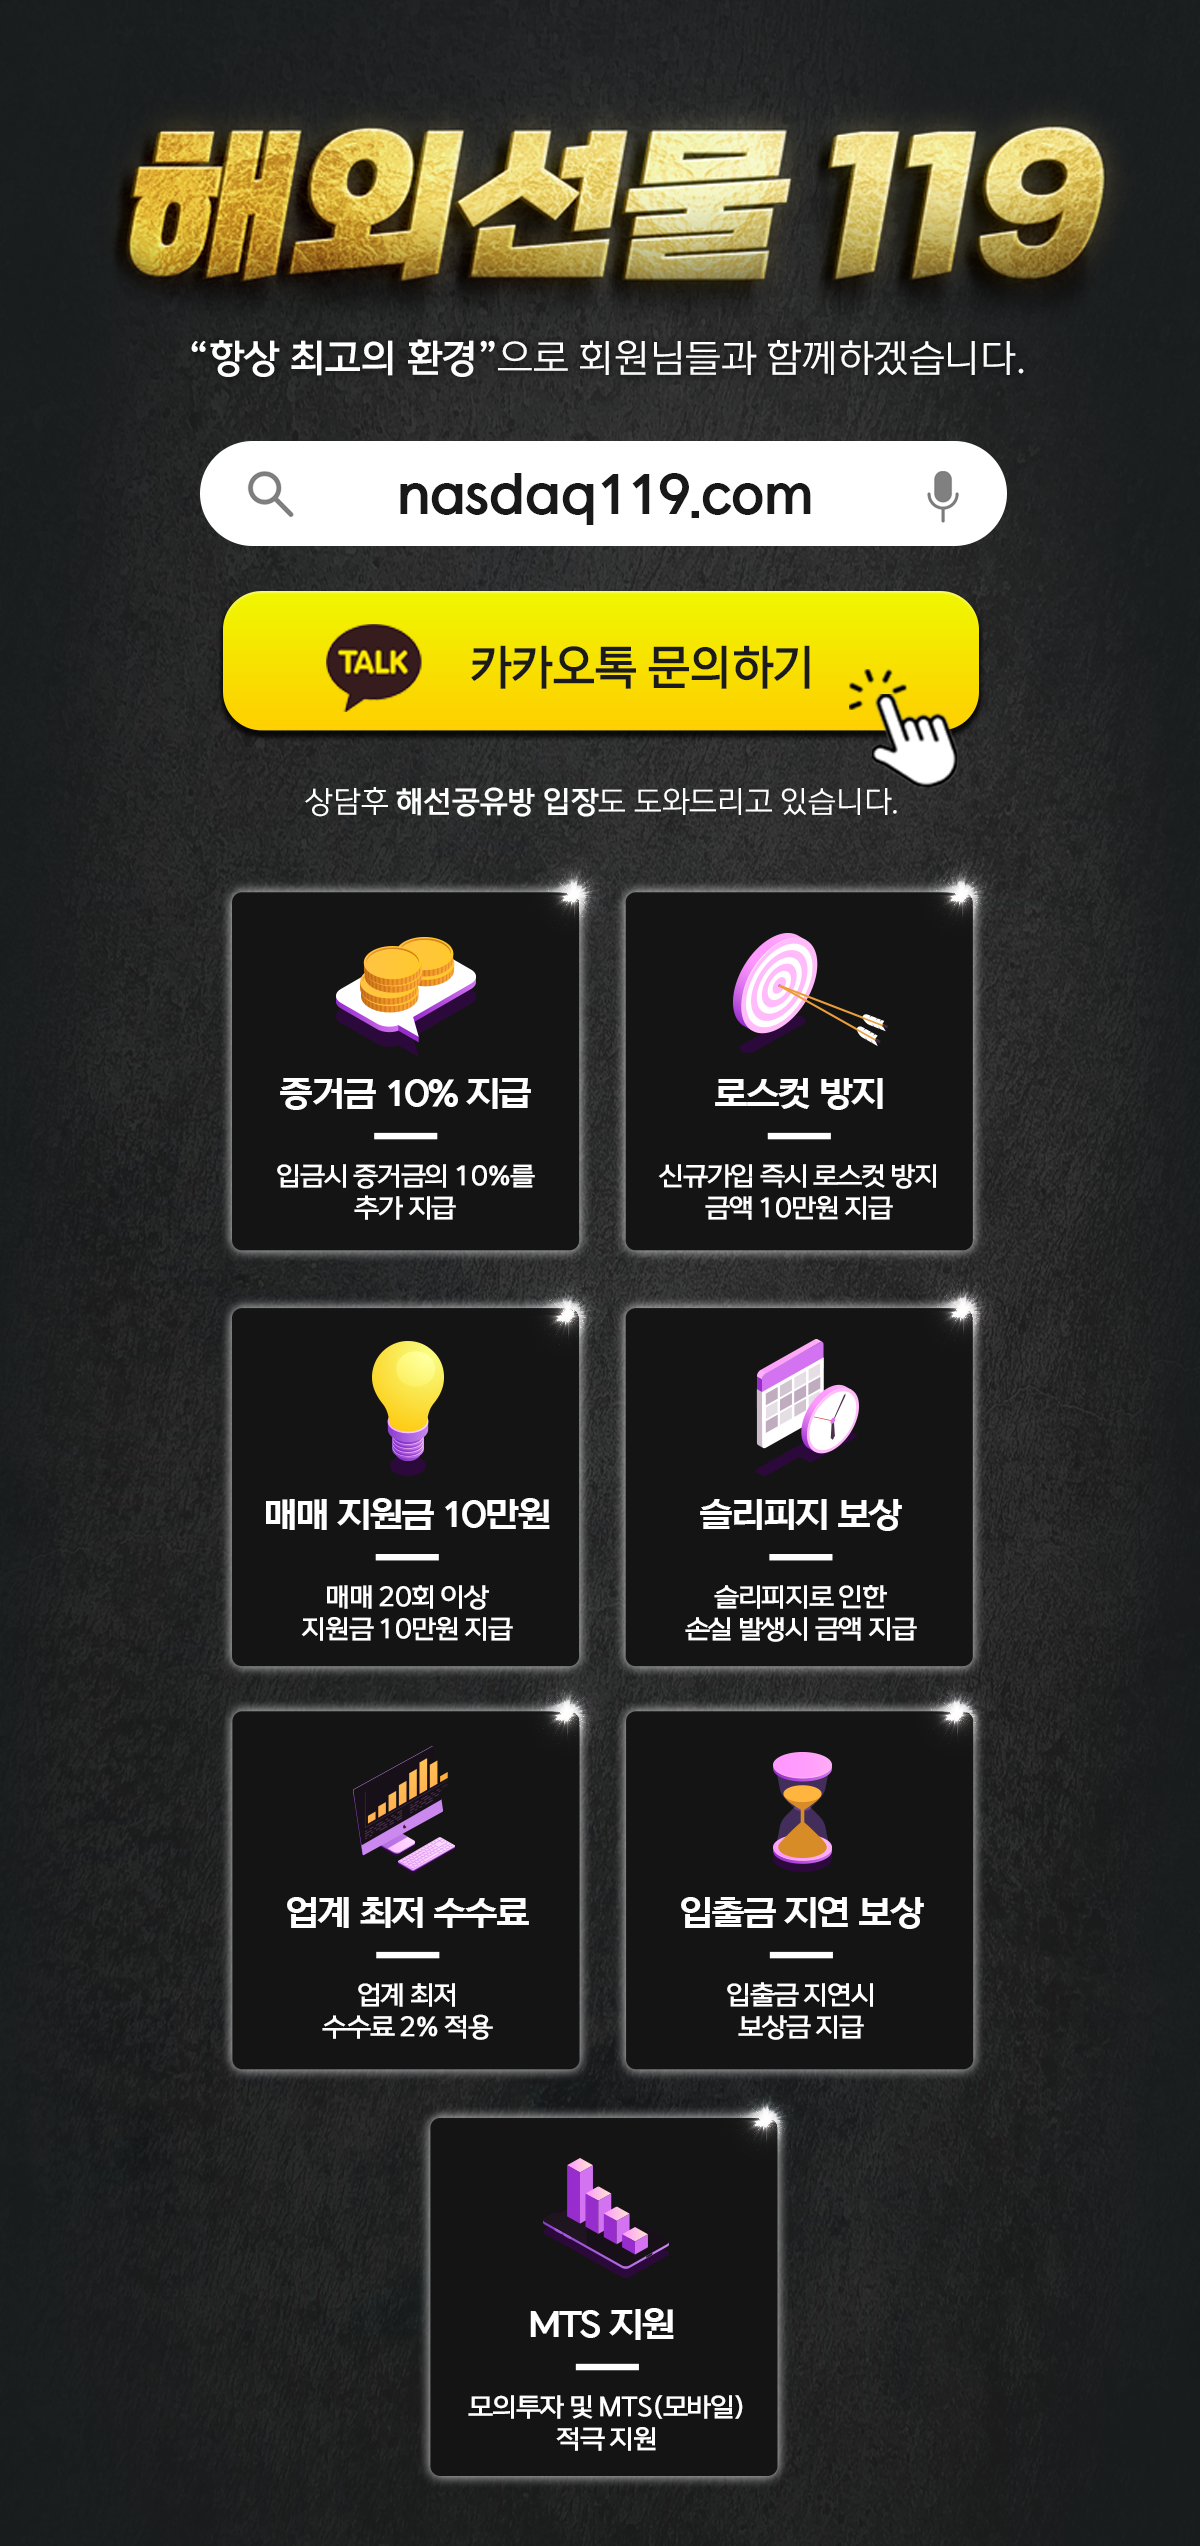 해외선물 119
“항상 최고의 환경”으로 회원님들과 함께하겠습니다.
nasdaq119.com
TALK 카카오톡 문의하기
상담후 해선공유방 입장도 도와드리고 있습니다.
증거금 10% 지급
입금시 증거금의 10%를
추가 지급
로스컷 방지
신규가입 즉시 로스컷 방지
금액 10만원 지급
매매 지원금 10만원
매매 20회 이상
지원금 10만원 지급
슬리피지 보상
슬리피지로 인한
손실 발생시 금액 지급
업계 최저 수수료
업계 최저
수수료 2% 적용
입출금 지연 보상
입출금 지연시
보상금 지급
MTS 지원
모의투자 및 MTS(모바일)
적극 지원